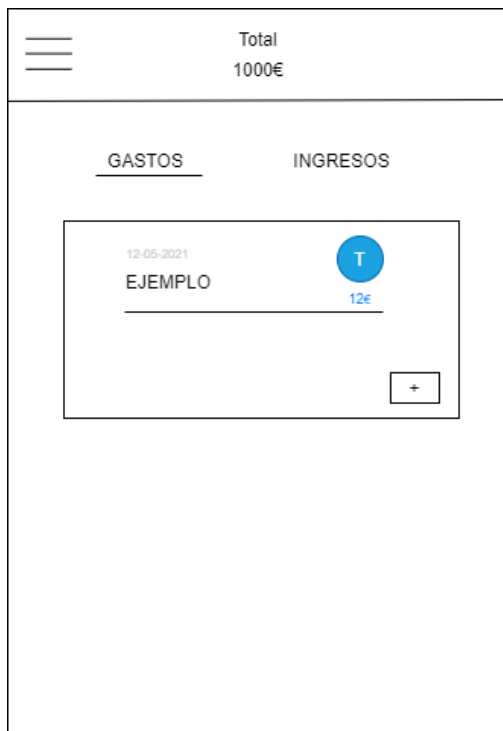 Total
1000€
GASTOS INGRESOS
12-05-2021
T
EJEMPLO
12€
+